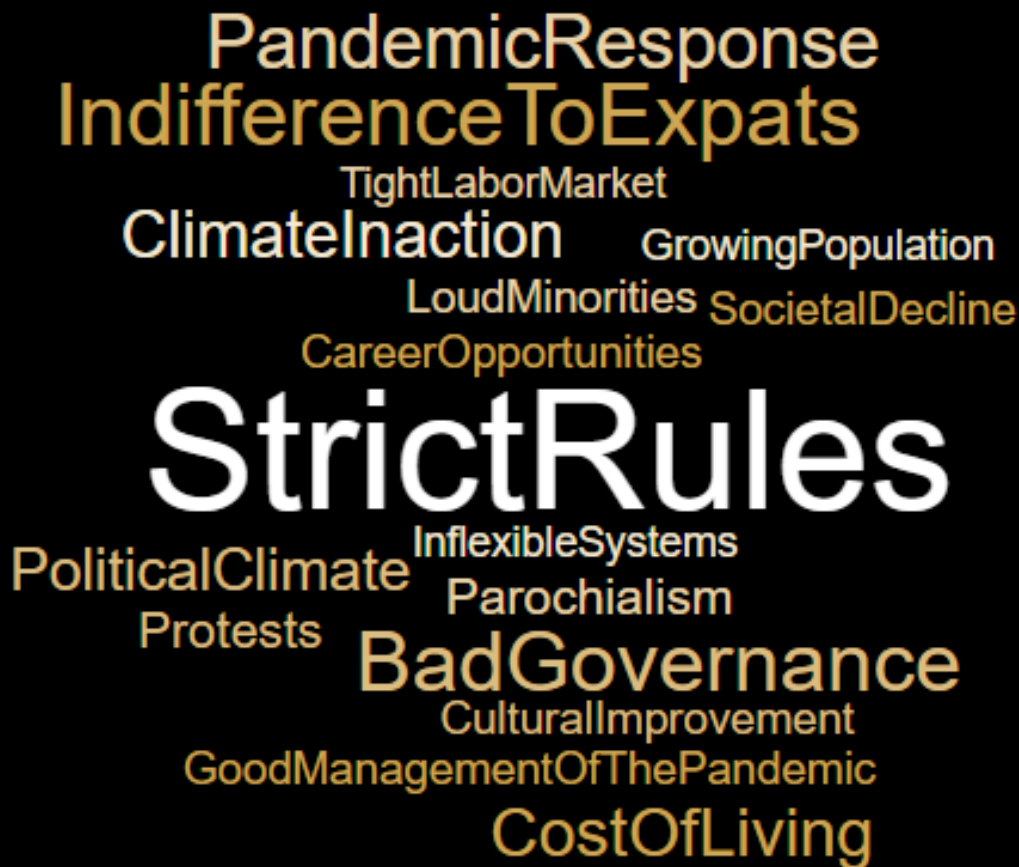 PandemicResponse
IndifferenceToExpats
TightLaborMarket
ClimateInaction
GrowingPopulation
LoudMinorities
SocietalDecline
CareerOpportunities
StrictRules
InflexibleSystems
PoliticalClimate
Parochialism
Protests
BadGovernance
CulturalImprovement
GoodManagementOfThePandemic
CostOfLiving